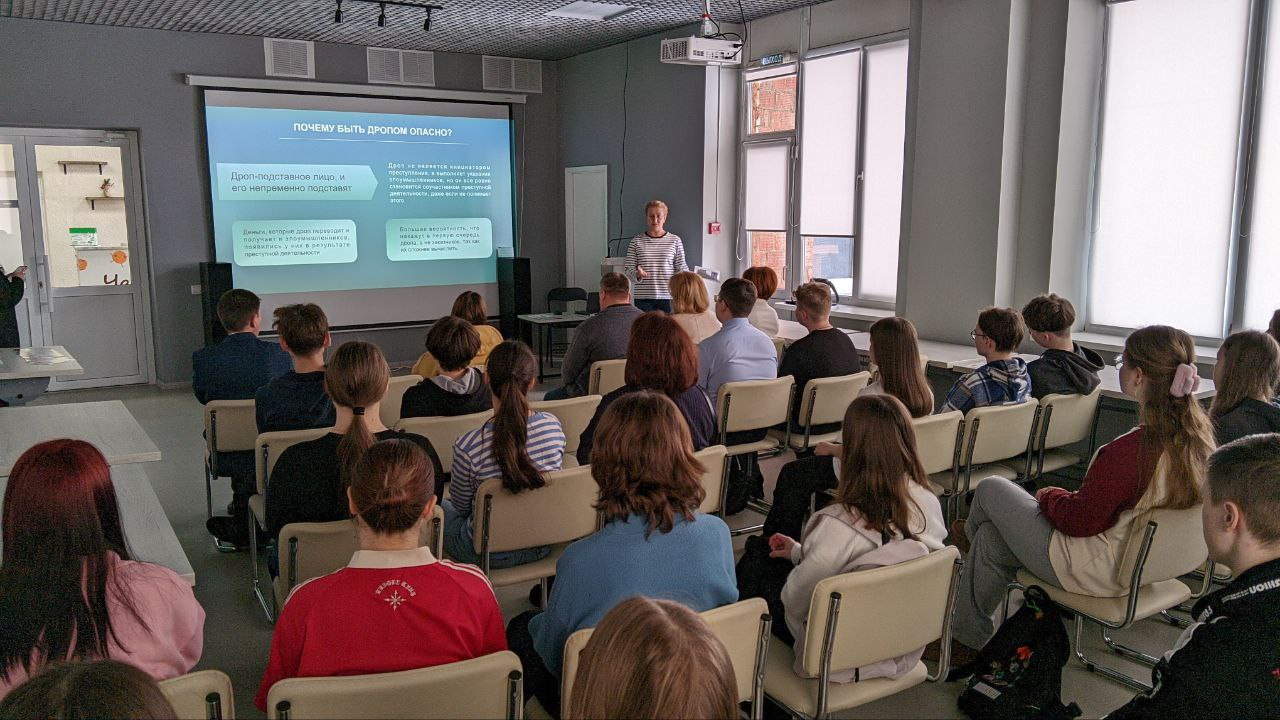 ВЫХОД
ПОЧЕМУ БЫТЬ ДРОПОМ ОПАСНО?
Дроп-подставное лицо, и
его непременно подставят
Дроп не является инициатором
преступления, а выполняет указания
злоумышленников, но он все равно
становится соучастником преступной
деятельности, даже если не понимает
этого
Деньги, которые дроп переводит и
получает и злоумышленников,
появились у них в результате
преступной деятельности
Большая вероятность, что
накажут в первую очередь
дропа, а не заказчиков, так как
их сложнее вычислить.